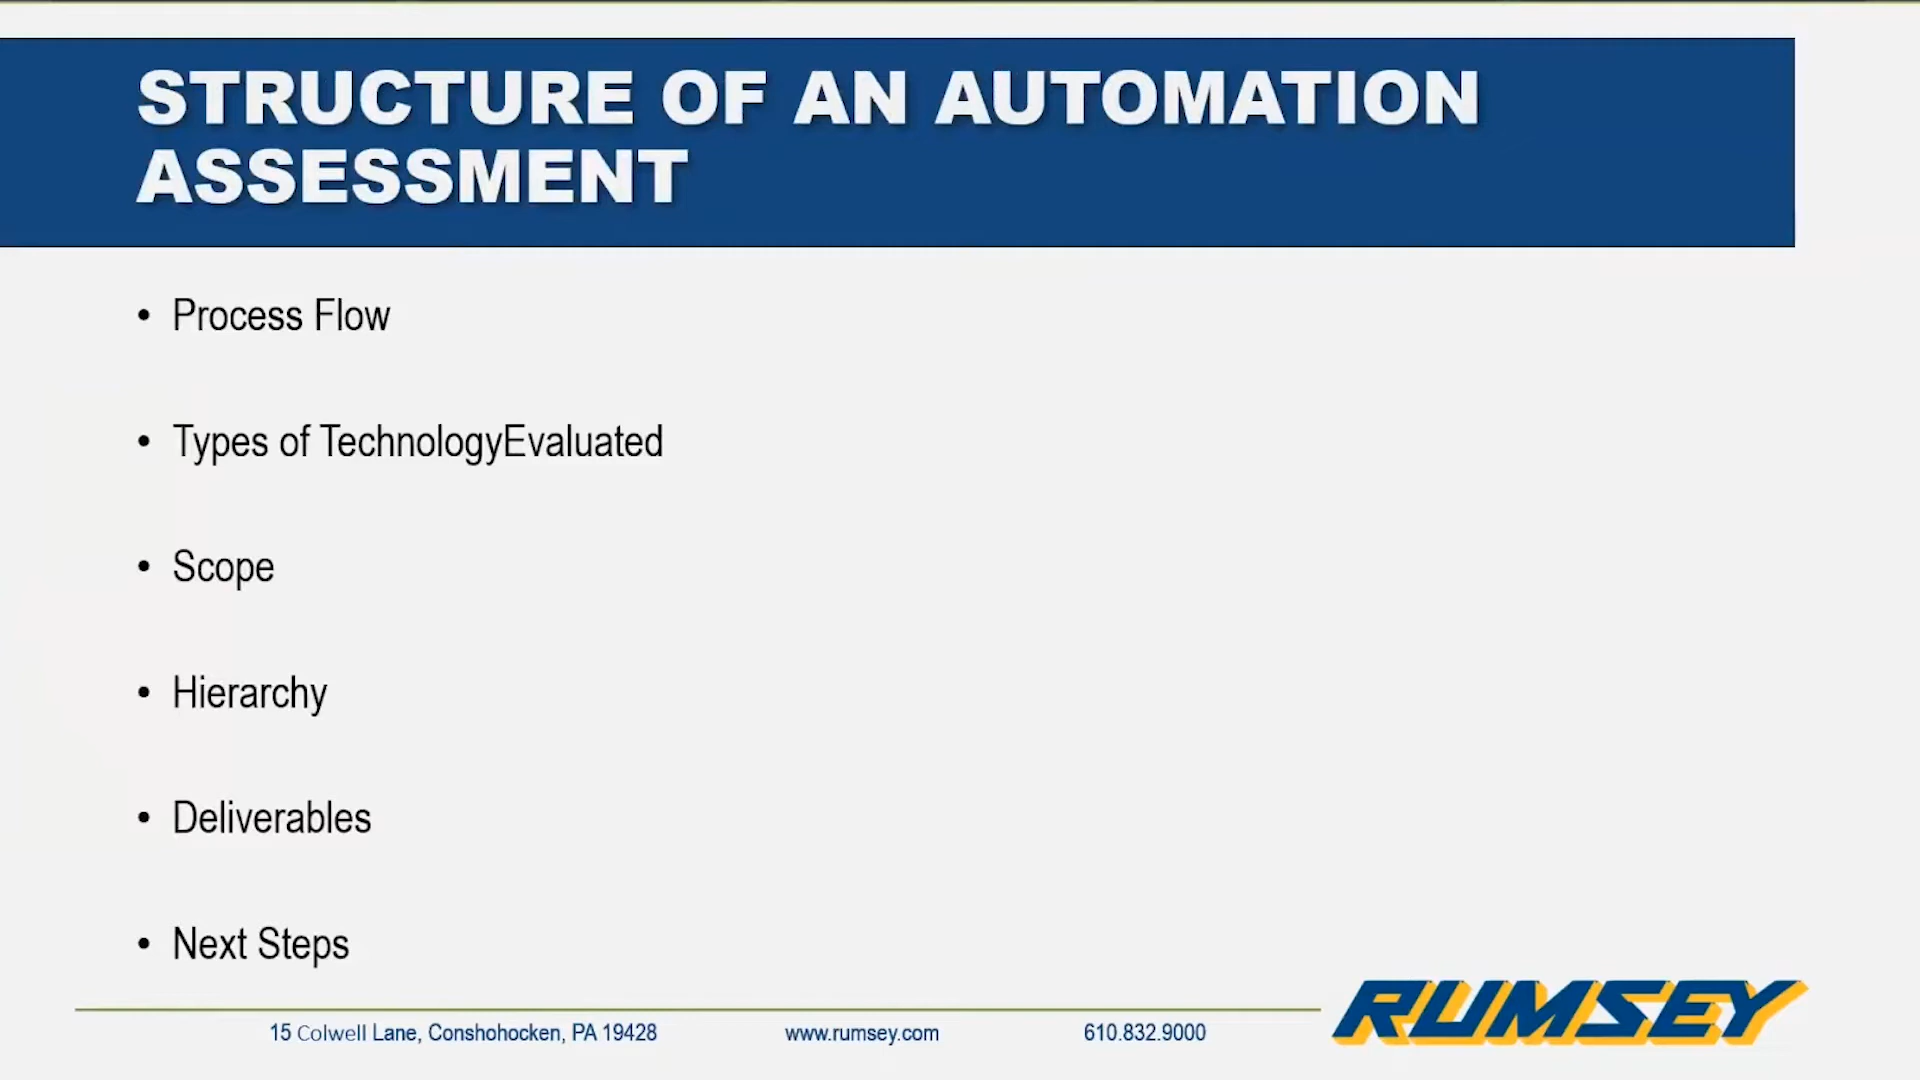 STRUCTURE OF AN AUTOMATION
ASSESSMENT
• Process Flow
• Types of TechnologyEvaluated
• Scope
• Hierarchy
• Deliverables
• Next Steps
15 Colwell Lane, Conshohocken, PA 19428 www.rumsey.com 610.832.9000
RUMSEY